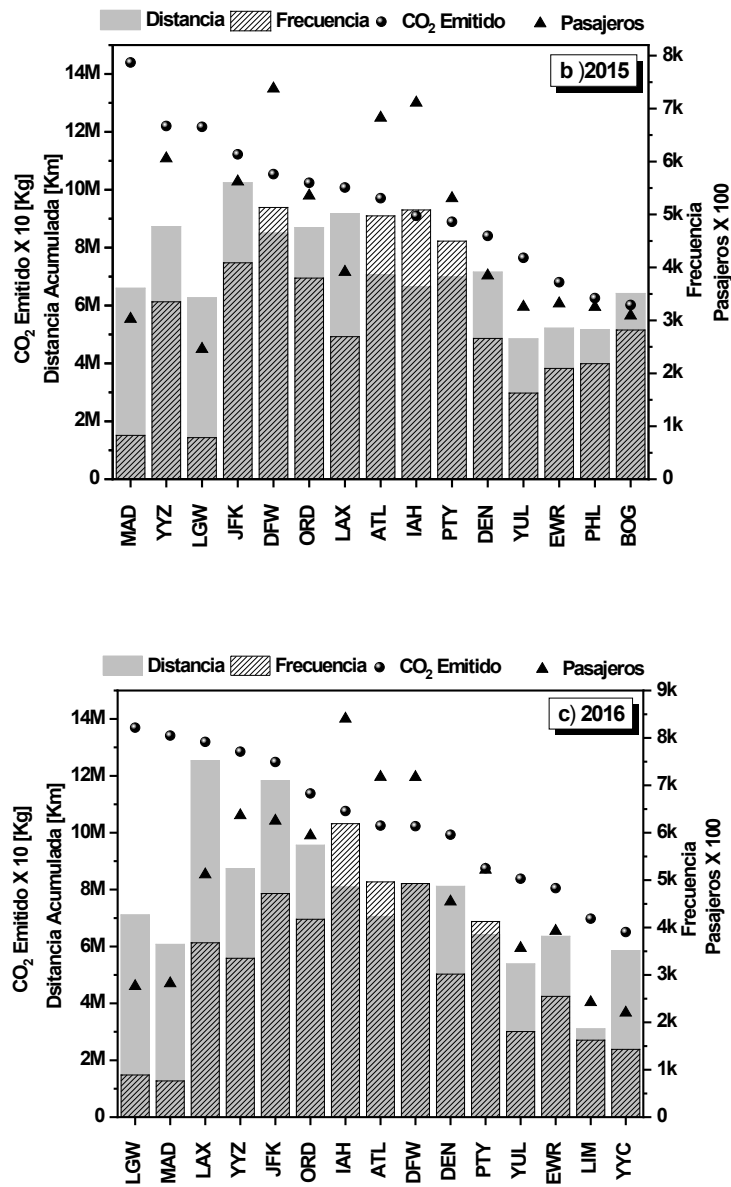 Distancia Frecuencia CO2 Emitido Pasajeros
b )2015
CO2 Emitido X 10 [Kg]
Distancia Acumulada [Km]
14M
12M
10M
8M
6M
4M
2M
0
8k
7k
6k
5k
4k
3k
2k
1k
0
Frecuencia
Pasajeros X 100
MAD YYZ LGW JFK DFW ORD LAX ATL IAH PTY DEN YUL EWR PHL BOG
Distancia Frecuencia CO2 Emitido Pasajeros
c) 2016
CO2 Emitido X 10 [Kg]
Dsitancia Acumulada [Km]
14M
12M
10M
8M
6M
4M
2M
0
9k
8k
7k
6k
5k
4k
3k
2k
1k
0
Frecuencia
Pasajeros X 100
LGW MAD LAX YYZ JFK ORD IAH ATL DFW DEN PTY YUL EWR LIM YYC